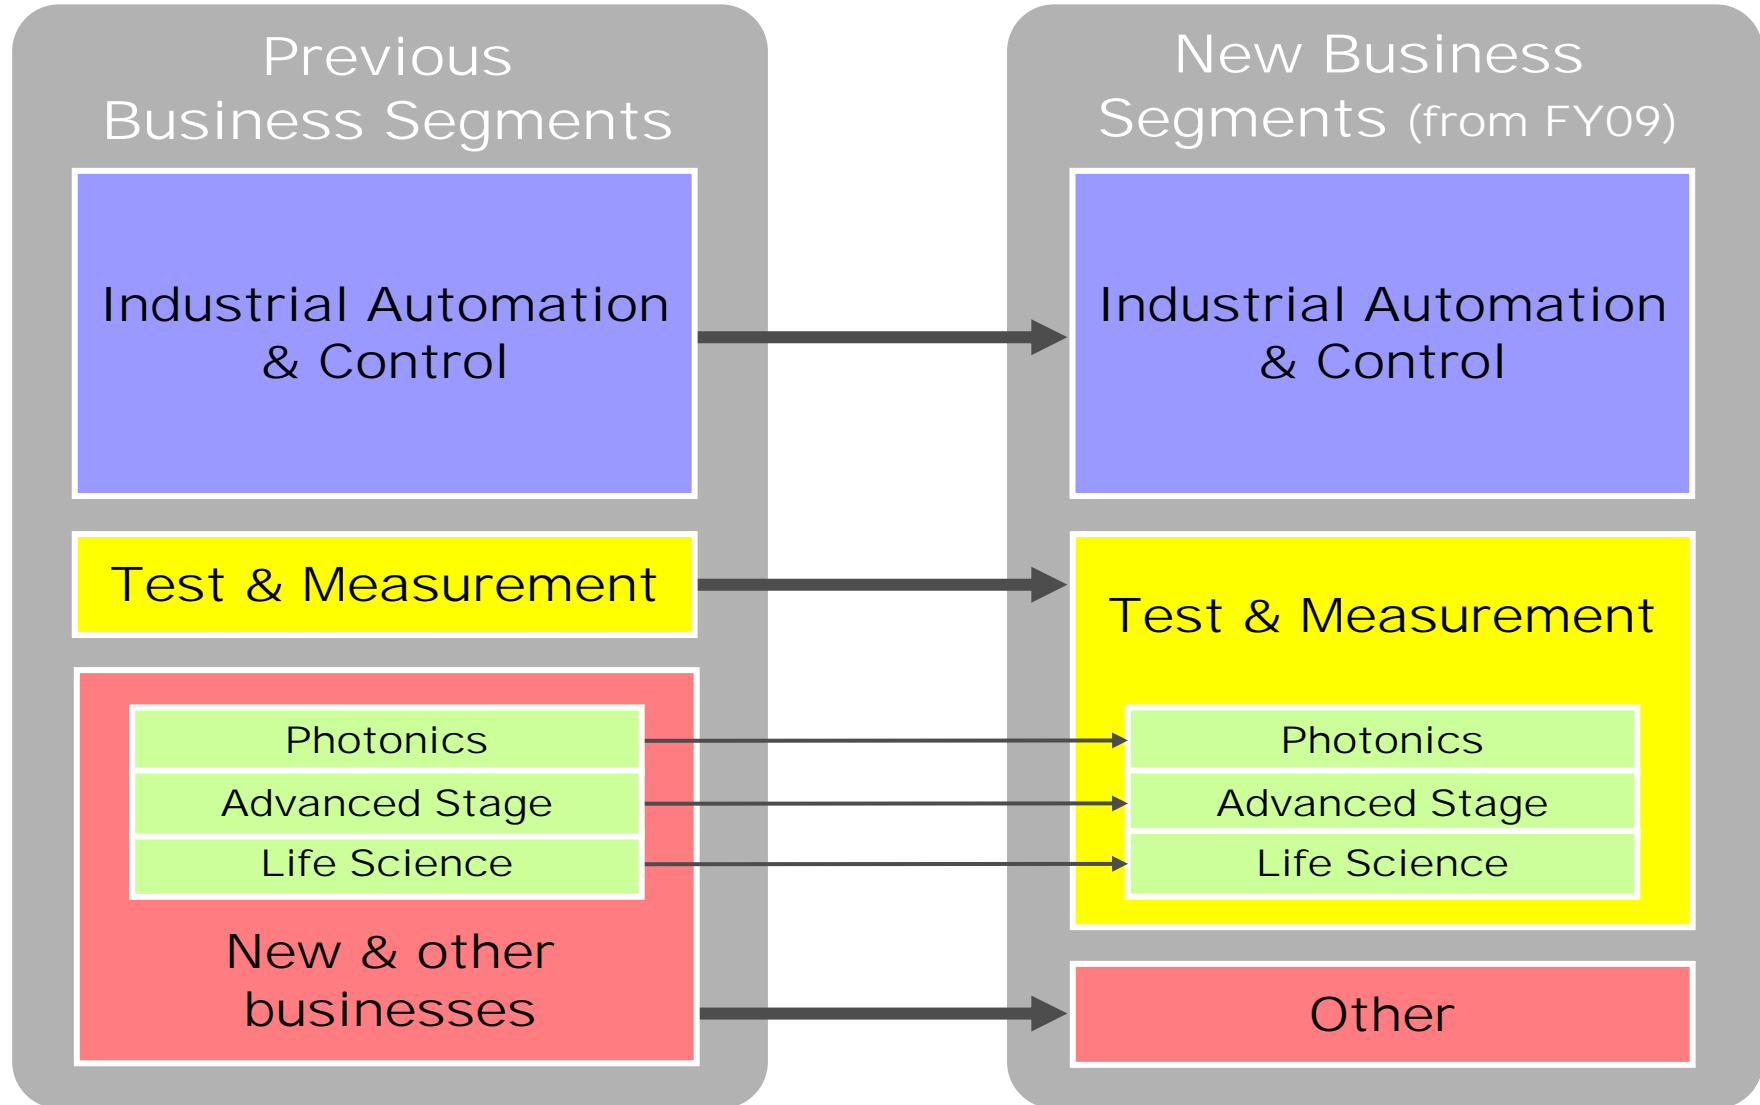 Previous
Business Segments
Industrial Automation
& Control
Test & Measurement
Photonics
Advanced Stage
Life Science
New & other
businesses
New Business
Segments (from FY09)
Industrial Automation
& Control
Test & Measurement
Photonics
Advanced Stage
Life Science
Other